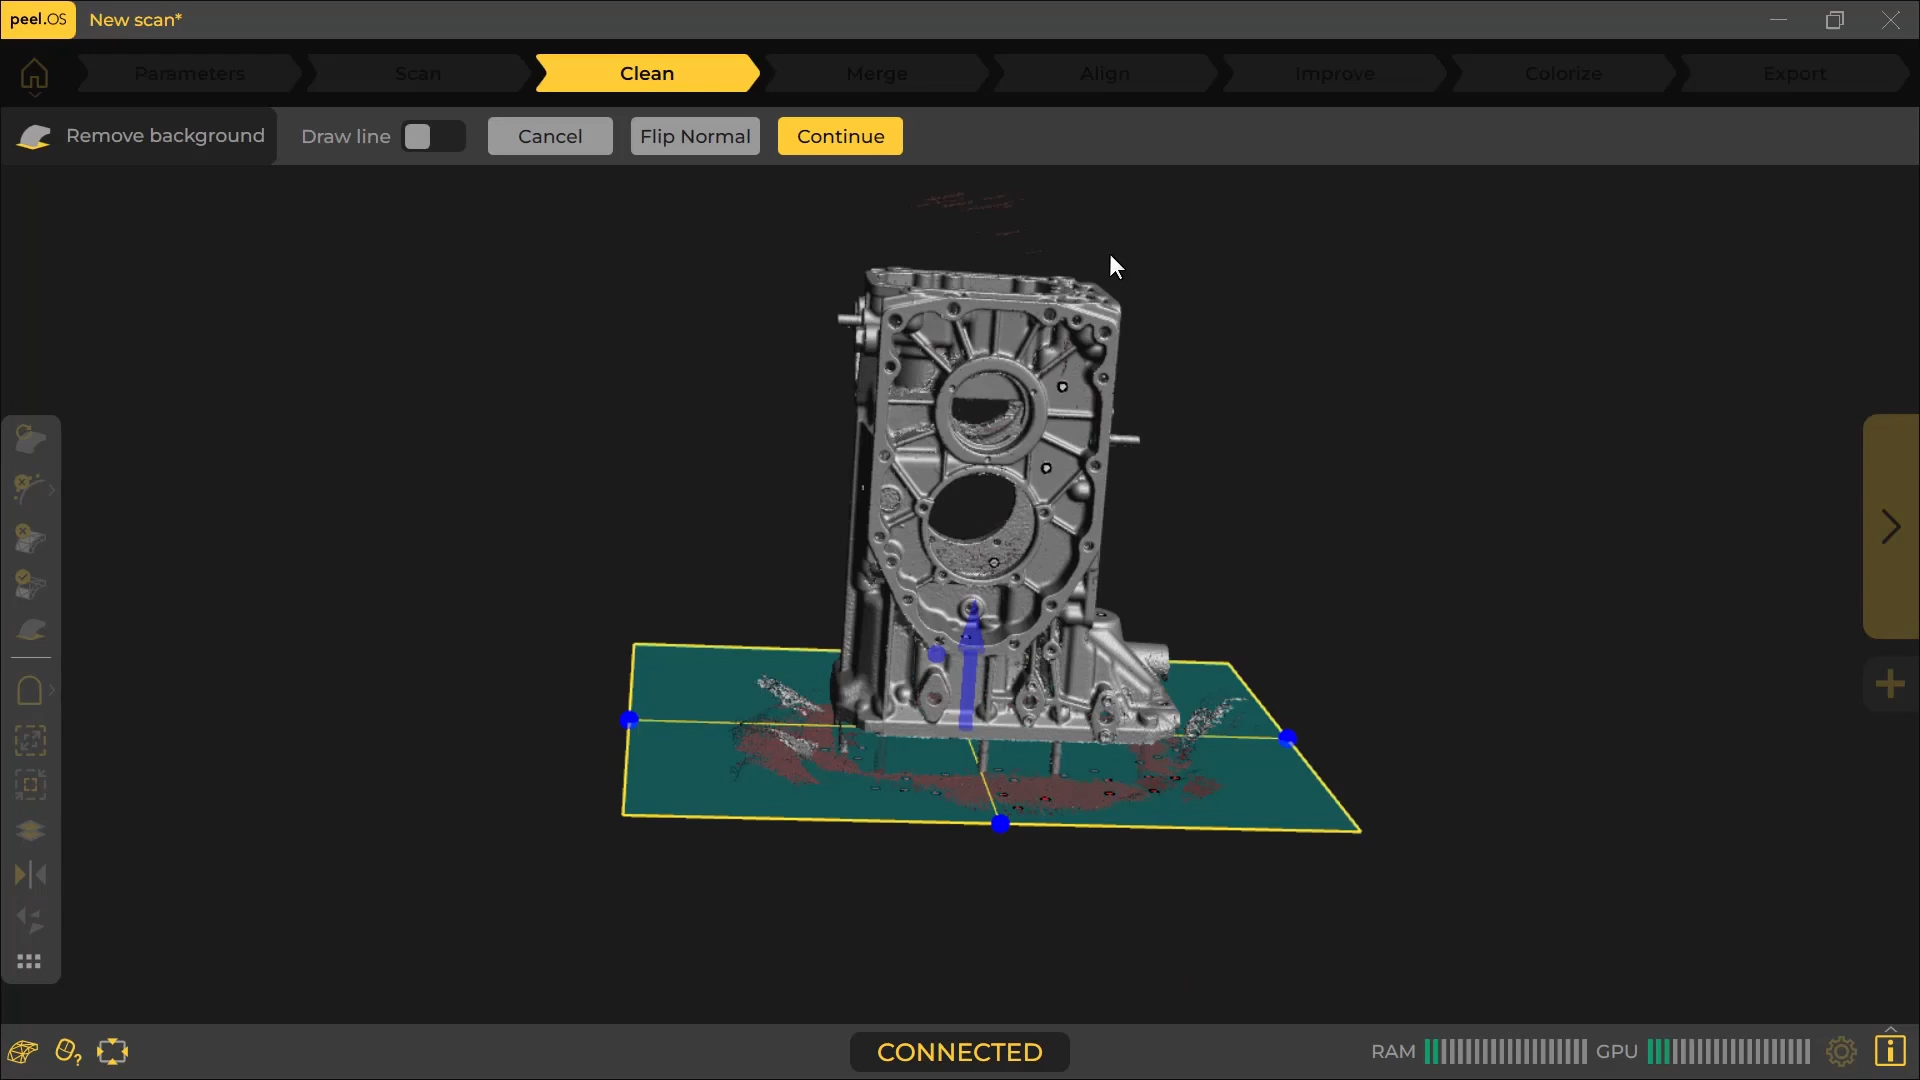 peel.OS New scan*
Parameters Scan Clean Merge Align Improve Colorize Export
Remove background Draw line Cancel Flip Normal Continue
CONNECTED RAM GPU